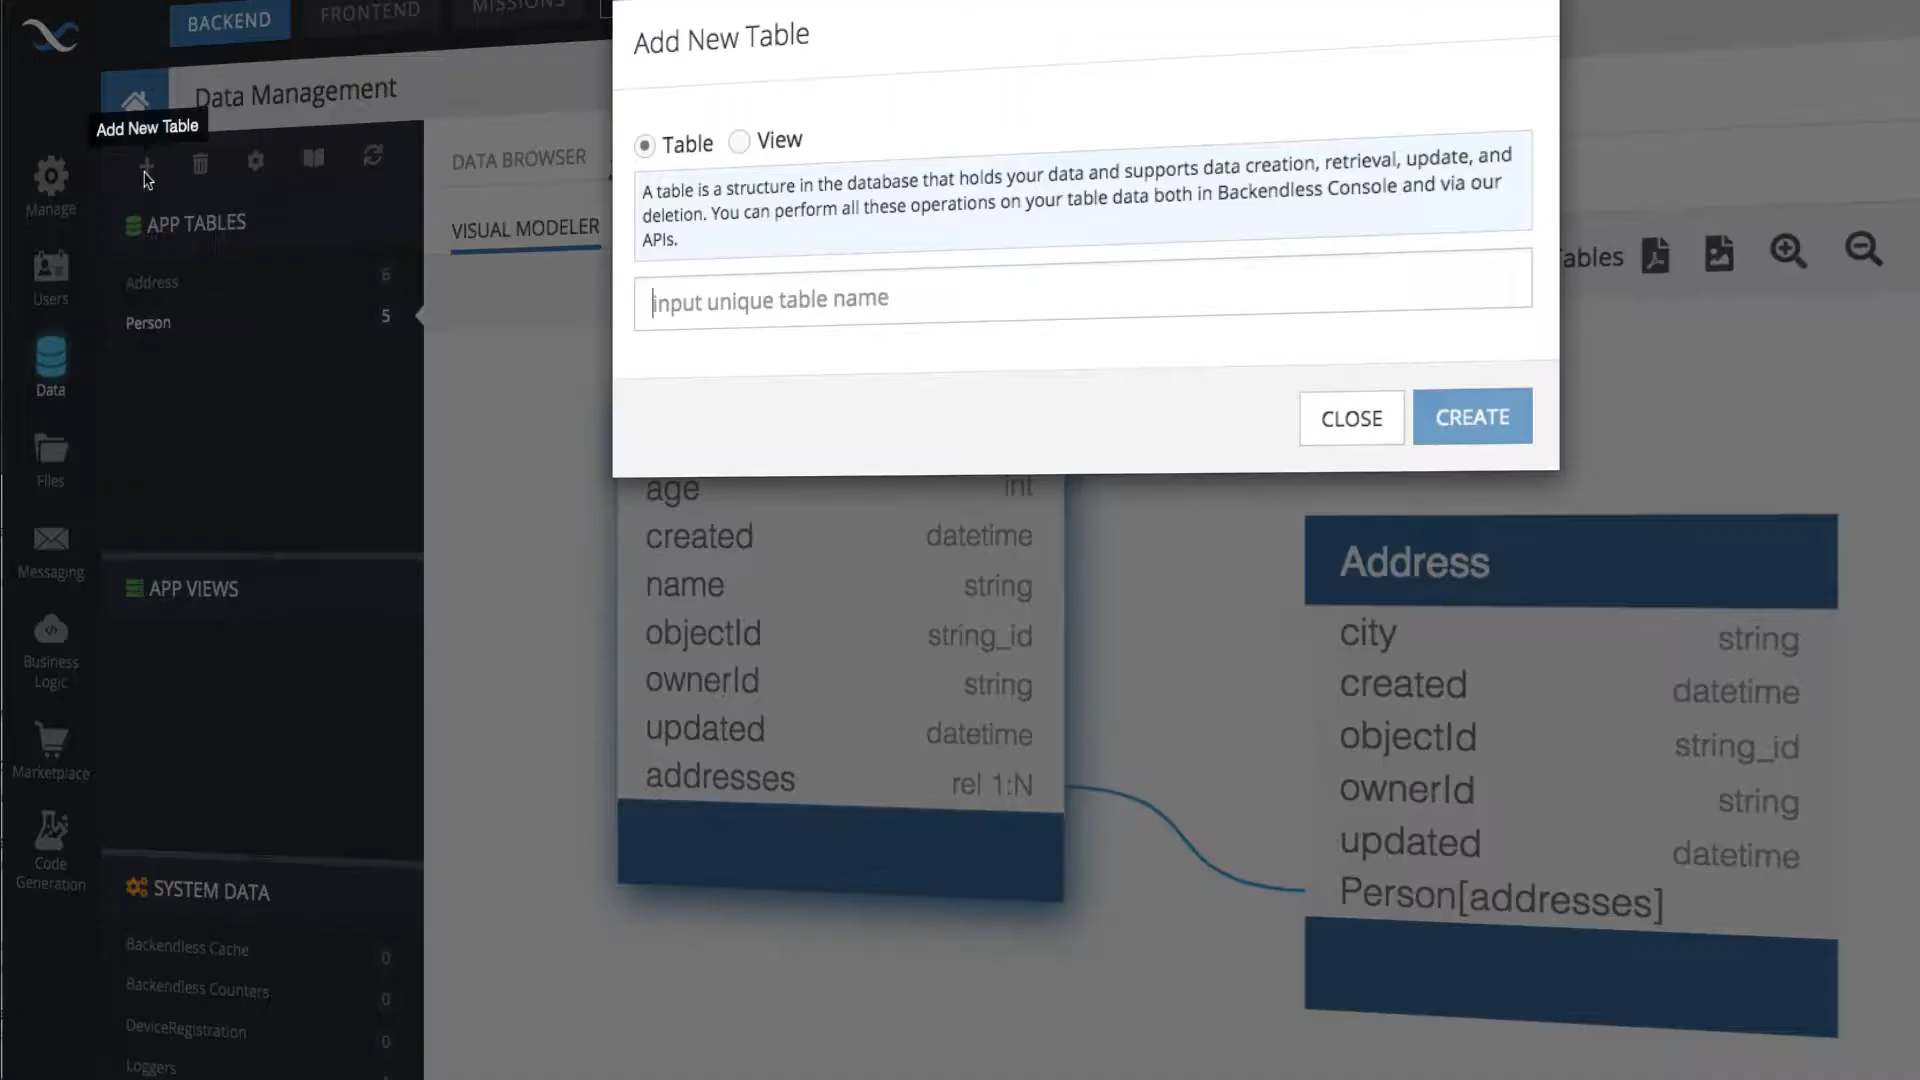 BACKEND
FRONTEND
MISSIONS
Data Management
Add New Table
Manage
Users
Data
Files
Messaging
Business
Logic
Marketplace
Code
Generation
APP TABLES
Address 6
Person 5
APP VIEWS
SYSTEM DATA
Backendless Cache 0
Backendless Counters 0
DeviceRegistration 0
Loggers
DATA BROWSER
VISUAL MODELER
Add New Table
Table View
A table is a structure in the database that holds your data and supports data creation, retrieval, update, and
deletion. You can perform all these operations on your table data both in Backendless Console and via our
APIs.
input unique table name
CLOSE CREATE
ables
age int
created datetime
name string
objectId string_id
ownerId string
updated datetime
addresses rel 1:N
Address
city string
created datetime
objectId string_id
ownerId string
updated datetime
Person[addresses]